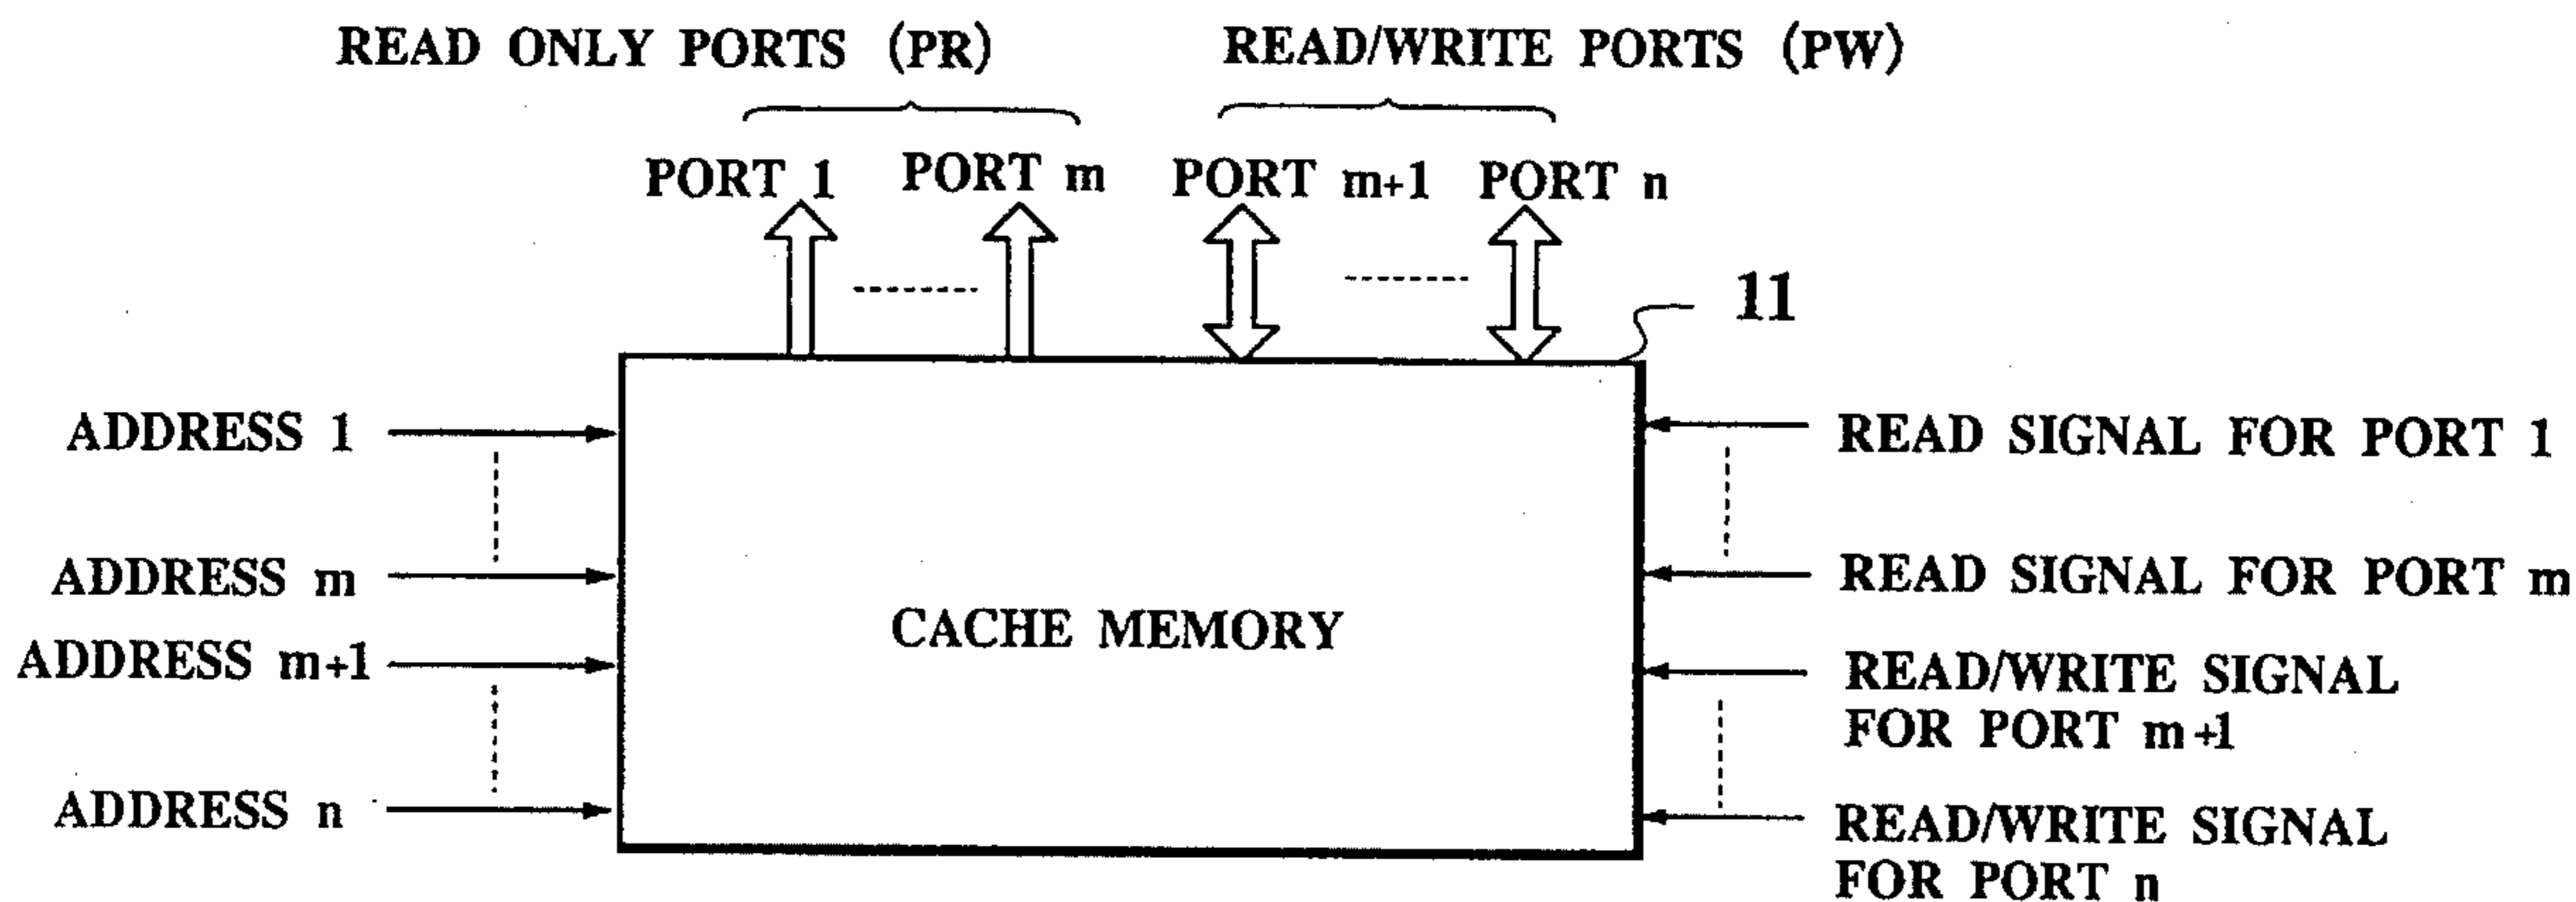 READ ONLY PORTS (PR)
READ/WRITE PORTS (PW)
PORT 1
PORT m
PORT m+1
PORT n
11
ADDRESS 1
ADDRESS m
ADDRESS m+1
ADDRESS n
CACHE MEMORY
READ SIGNAL FOR PORT 1
READ SIGNAL FOR PORT m
READ/WRITE SIGNAL
FOR PORT m+1
READ/WRITE SIGNAL
FOR PORT n